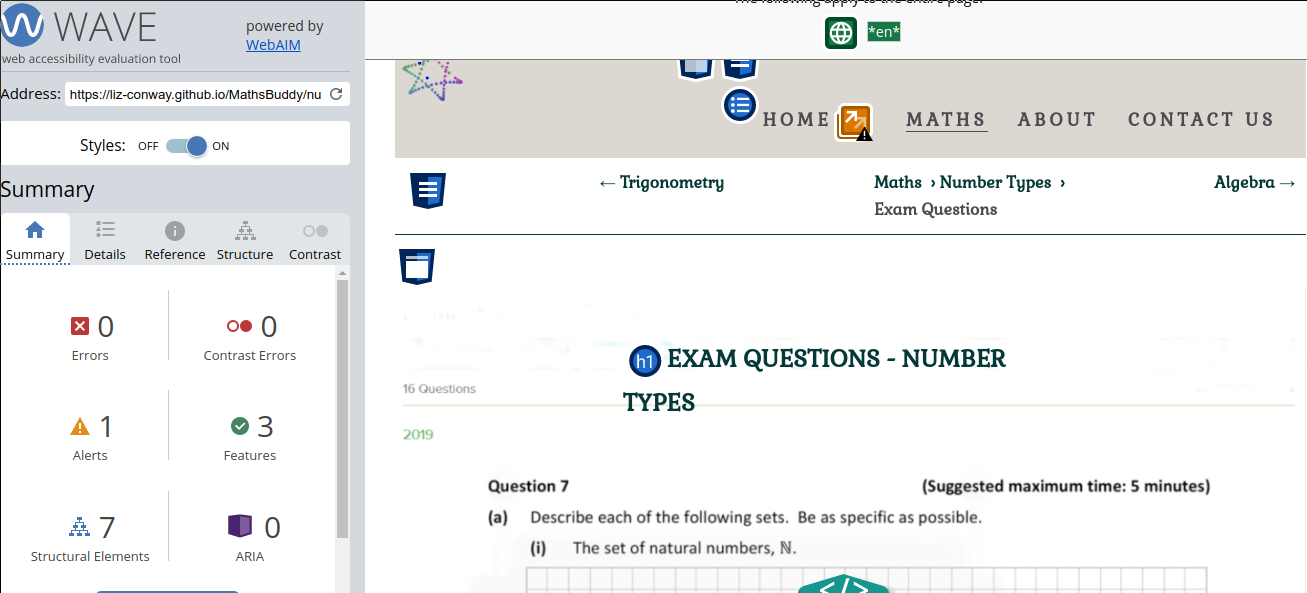 The following apply to the entire page:
WAVE
powered by
WebAIM
web accessibility evaluation tool
*en*
Address: https://liz-conway.github.io/MathsBuddy/nu
HOME MATHS ABOUT CONTACT US
Styles: OFF ON
Summary
← Trigonometry Maths › Number Types › Algebra →
Exam Questions
Summary Details Reference Structure Contrast
0 0
Errors Contrast Errors
h1 EXAM QUESTIONS - NUMBER
TYPES
16 Questions
1 3
Alerts Features
2019
Question 7 (Suggested maximum time: 5 minutes)
(a) Describe each of the following sets. Be as specific as possible.
(i) The set of natural numbers, ℕ.
7 0
Structural Elements ARIA
</>